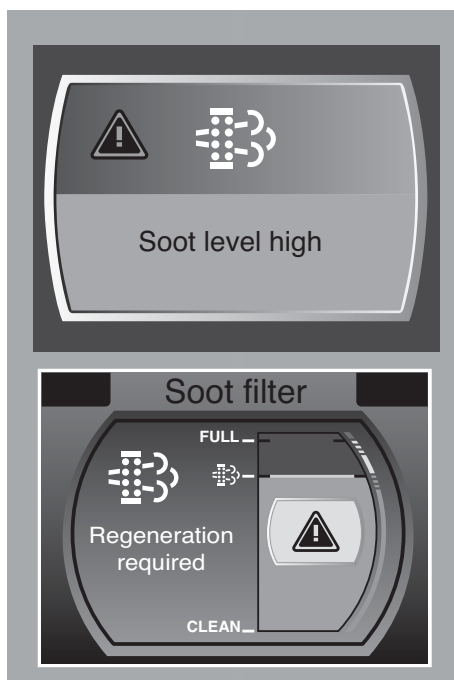 Soot level high
Soot filter
FULL
Regeneration
required
CLEAN